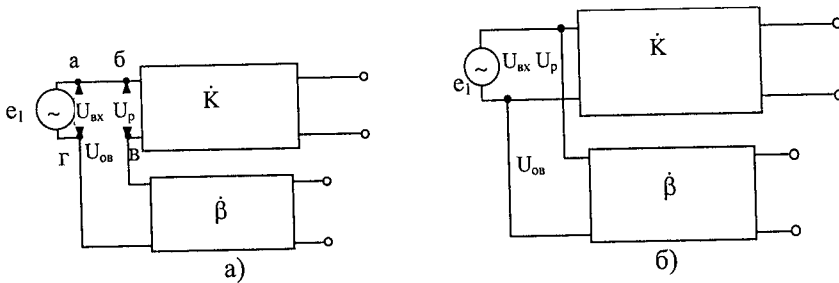 а б
K̇
e₁ ~ Uвх Uр
г Uов в
β̇
а)
K̇
e₁ ~ Uвх Uр
Uов
β̇
б)